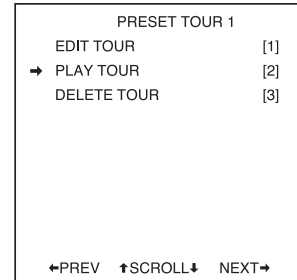 PRESET TOUR 1
EDIT TOUR [1]
➡ PLAY TOUR [2]
DELETE TOUR [3]
⬅PREV ⬆SCROLL⬇ NEXT➡